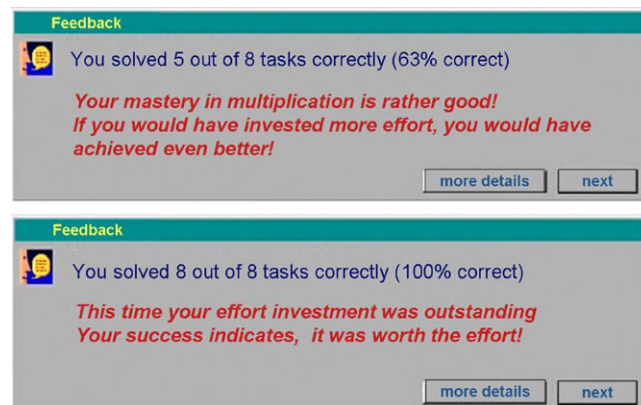 Feedback
You solved 5 out of 8 tasks correctly (63% correct)
Your mastery in multiplication is rather good!
If you would have invested more effort, you would have
achieved even better!
more details next
Feedback
You solved 8 out of 8 tasks correctly (100% correct)
This time your effort investment was outstanding
Your success indicates, it was worth the effort!
more details next